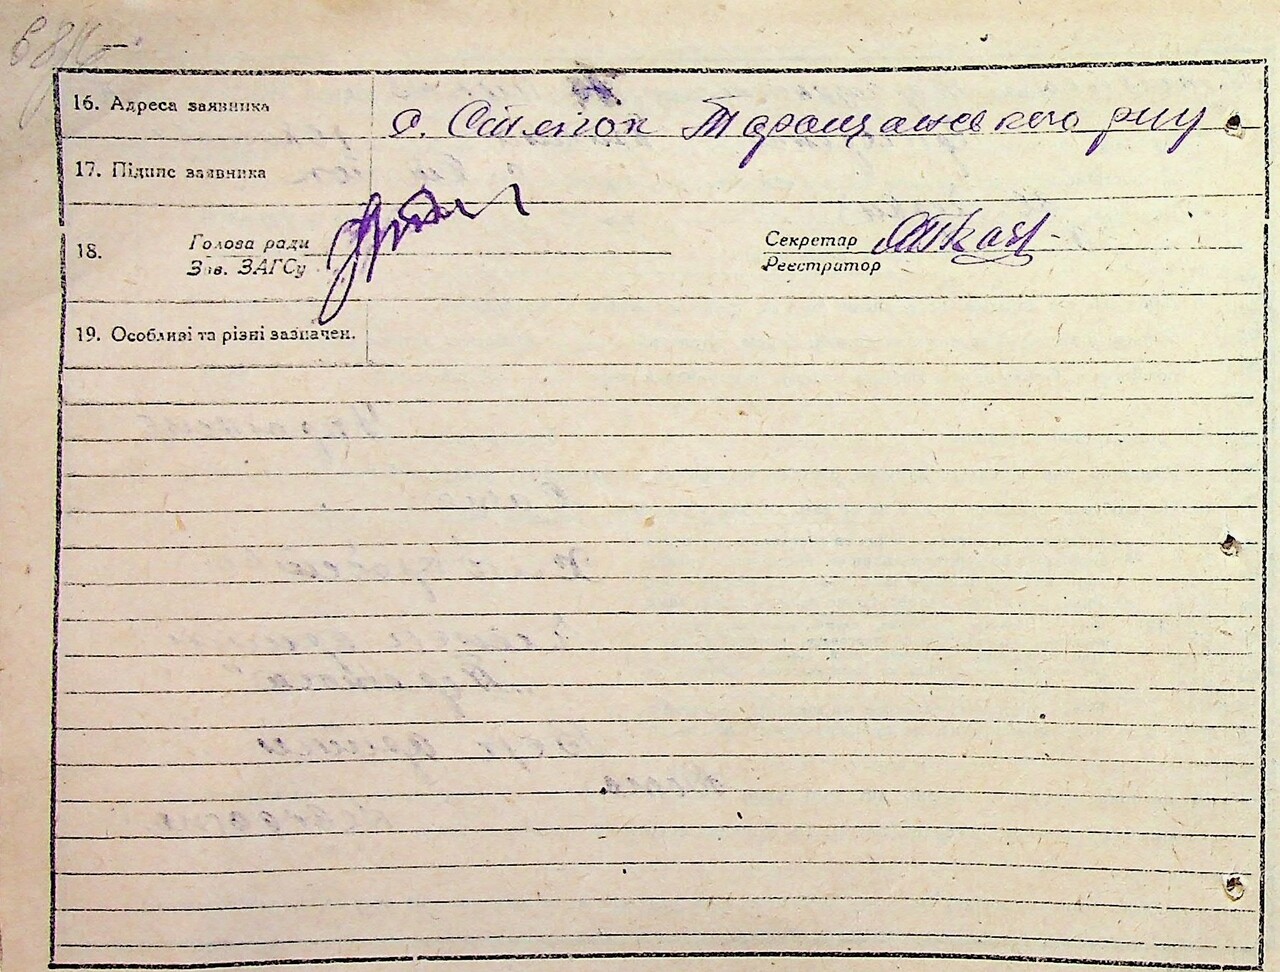 16. Адреса заявника с. Степок Таращанського р-ну
17. Підпис заявника
18. Голова ради Секретар
Зав. ЗАГСу Реєстратор
19. Особливі та різні зазначен.